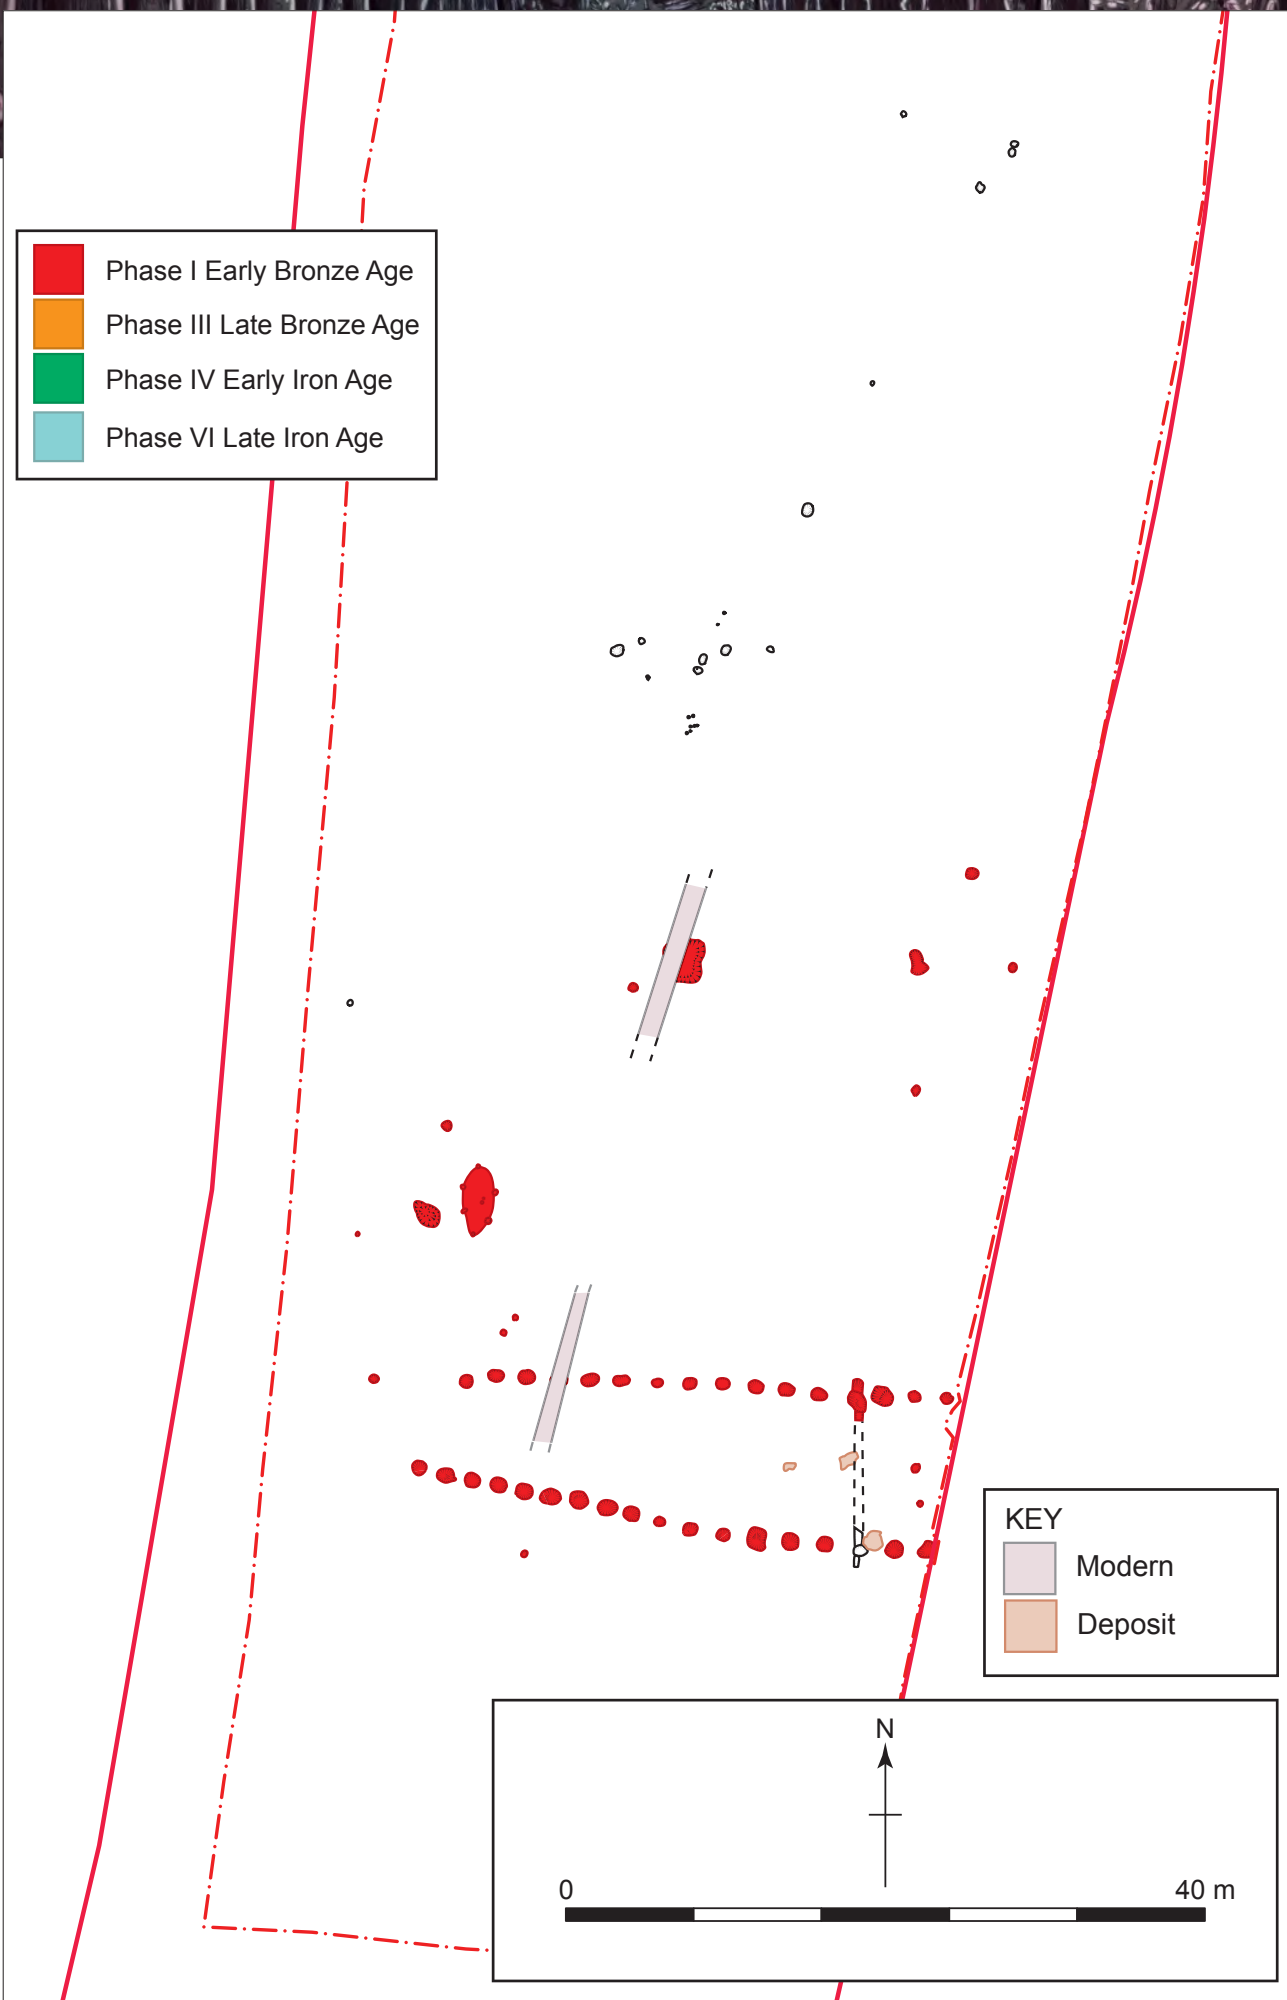 Phase I Early Bronze Age
Phase III Late Bronze Age
Phase IV Early Iron Age
Phase VI Late Iron Age
KEY
Modern
Deposit
N
0 40 m